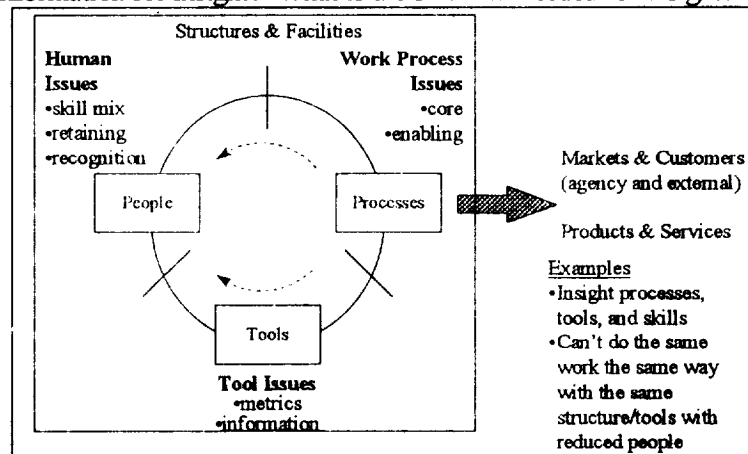 Structures & Facilities
Human
Issues
•skill mix
•retaining
•recognition
Work Process
Issues
•core
•enabling
People
Processes
Tools
Tool Issues
•metrics
•information
Markets & Customers
(agency and external)
Products & Services
Examples
•Insight processes,
tools, and skills
•Can't do the same
work the same way
with the same
structure/tools with
reduced people